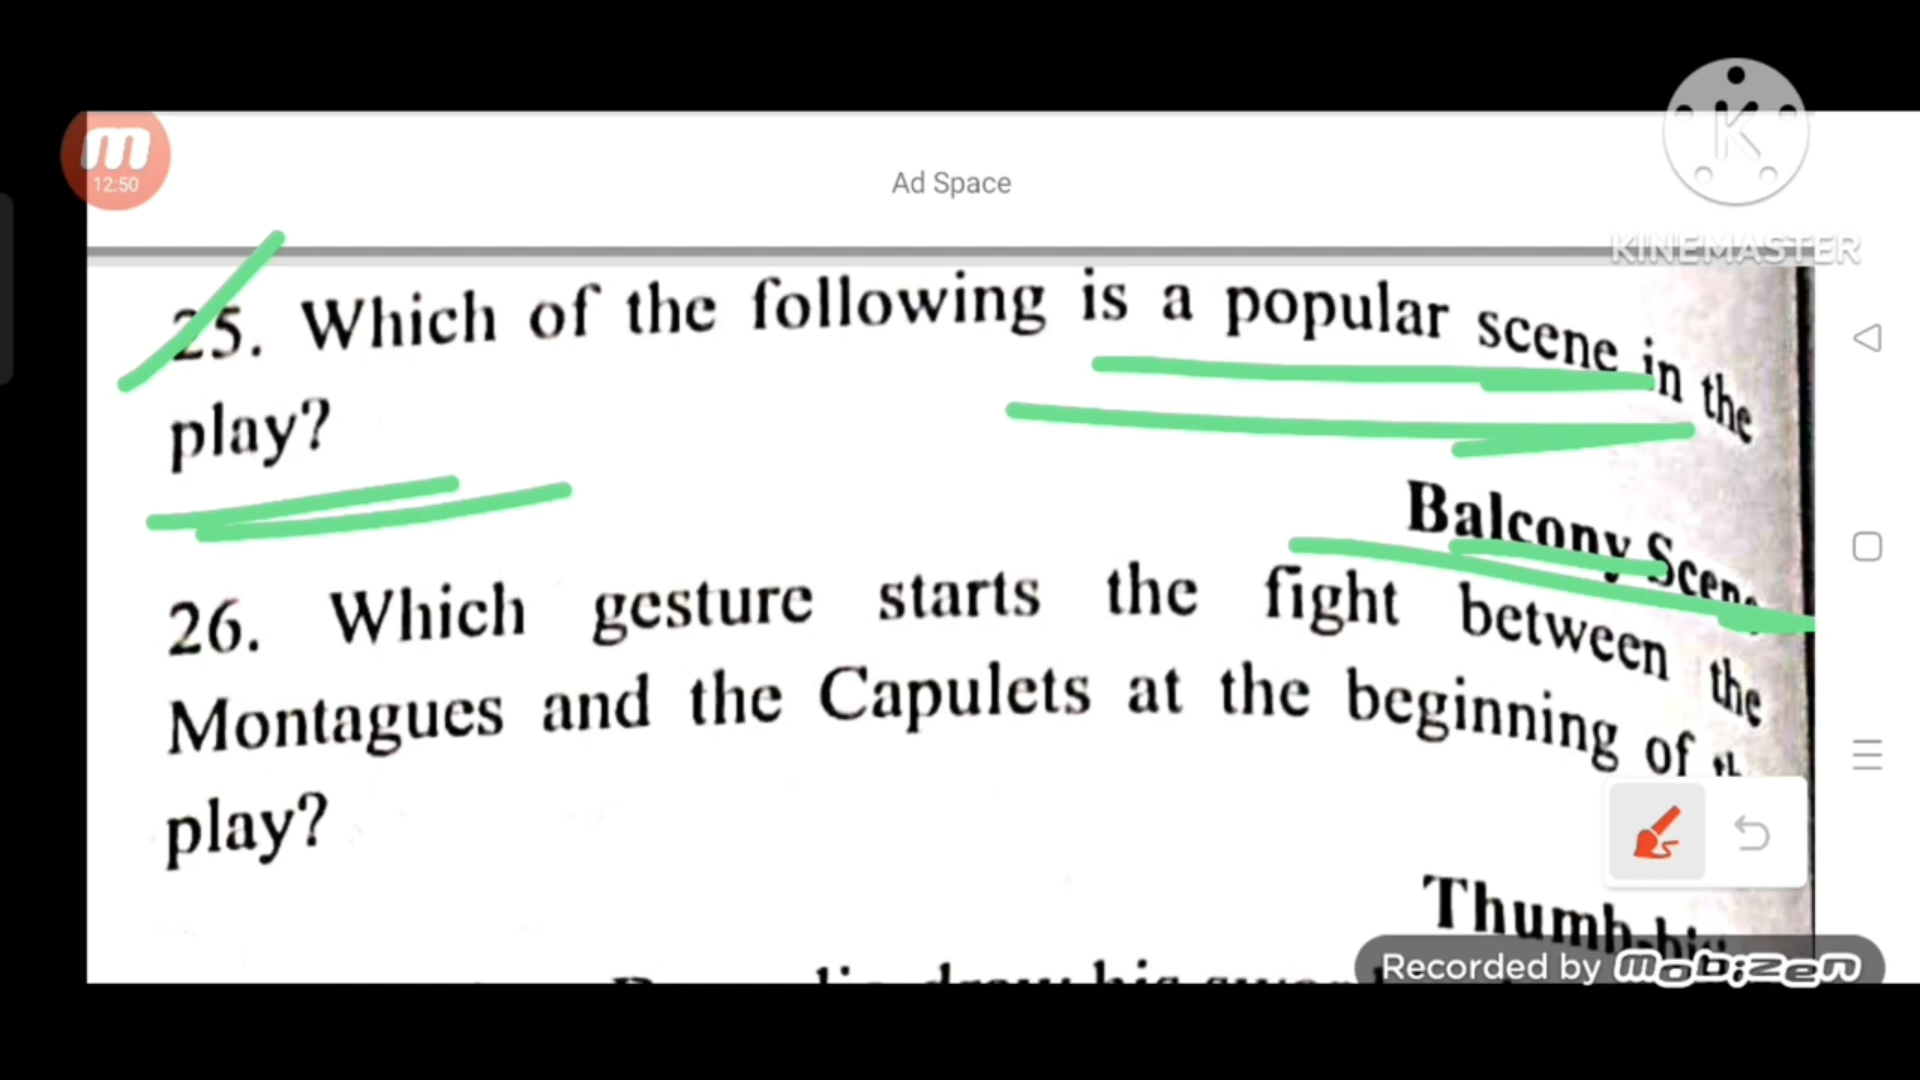 12:50
Ad Space
K
KINEMASTER
25. Which of the following is a popular scene in the
play?
Balcony Scene
26. Which gesture starts the fight between the
Montagues and the Capulets at the beginning of
play?
draw his
Recorded by mobizen